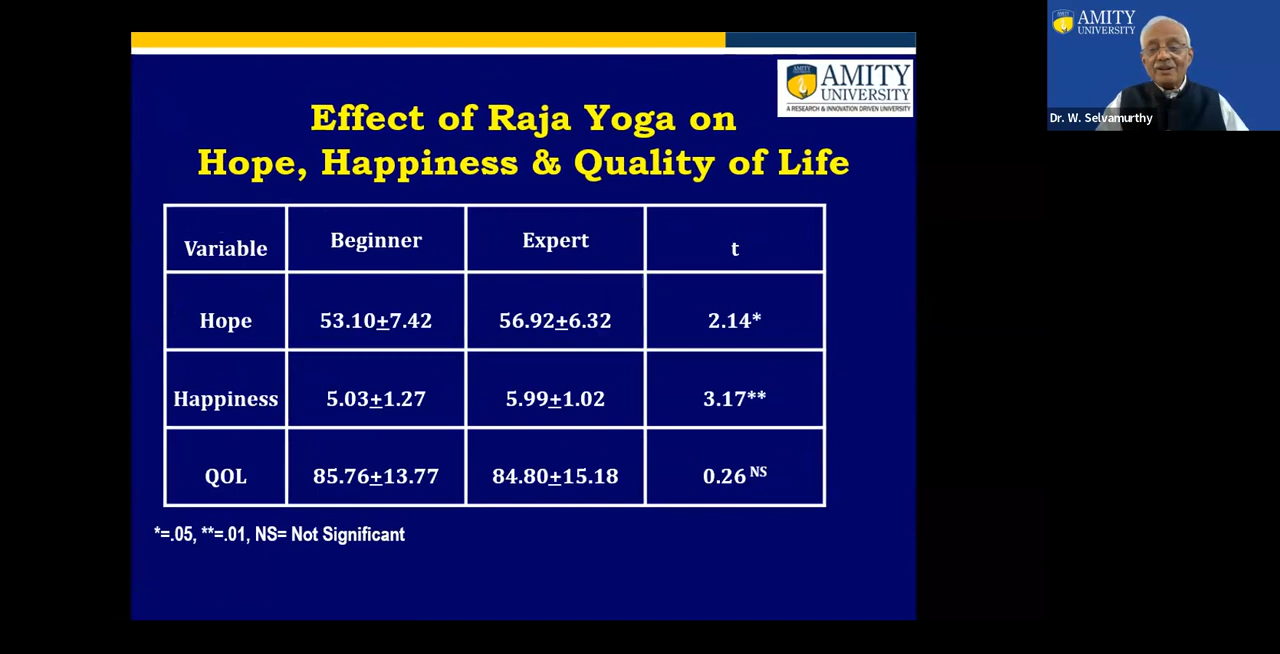 AMITY
UNIVERSITY
A RESEARCH & INNOVATION DRIVEN UNIVERSITY
Effect of Raja Yoga on
Hope, Happiness & Quality of Life
Variable Beginner Expert t
Hope 53.10±7.42 56.92±6.32 2.14*
Happiness 5.03±1.27 5.99±1.02 3.17**
QOL 85.76±13.77 84.80±15.18 0.26 NS
*=.05, **=.01, NS= Not Significant
AMITY
UNIVERSITY
Dr. W. Selvamurthy